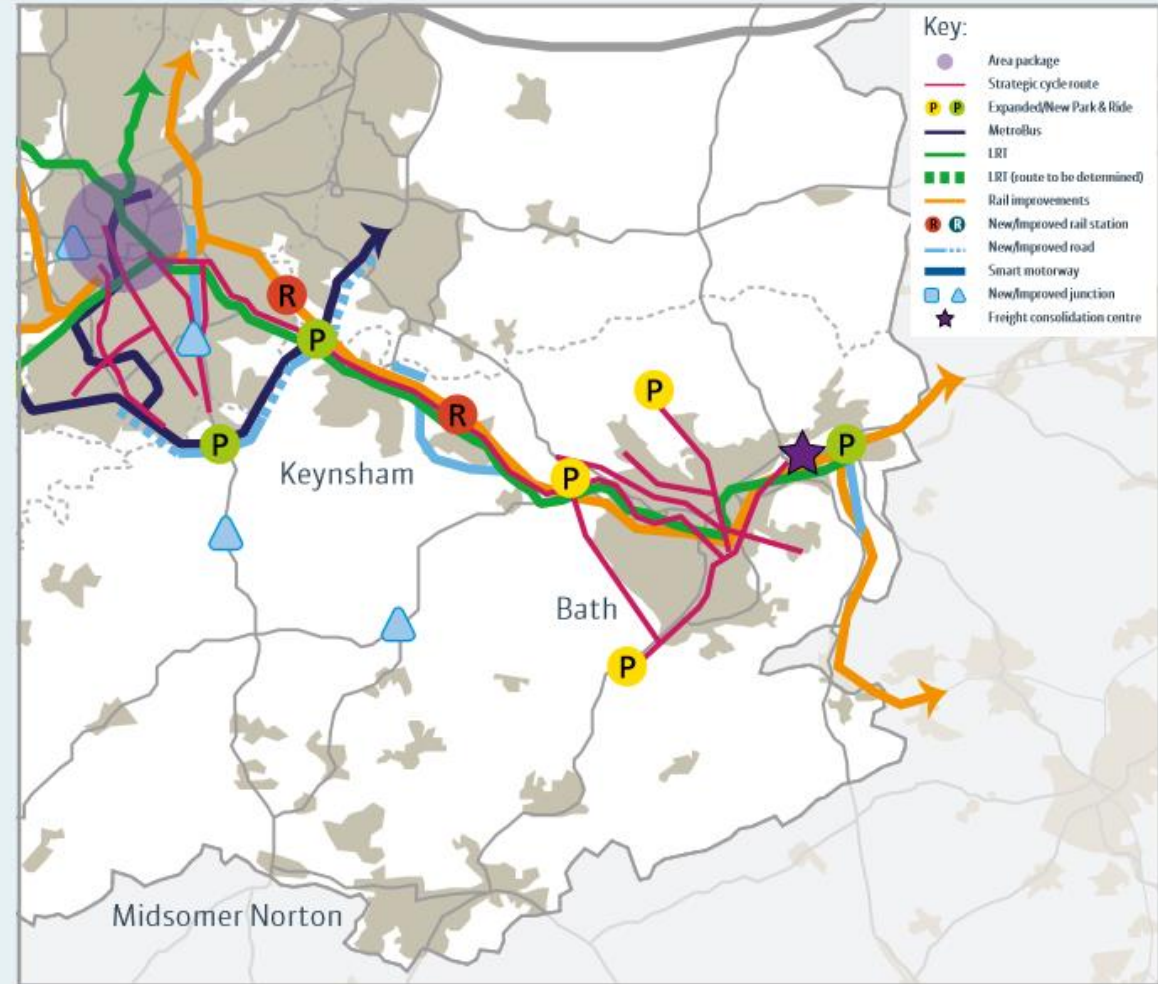 Key:
Area package
Strategic cycle route
P P Expanded/New Park & Ride
MetroBus
LRT
LRT (route to be determined)
Rail improvements
R R New/Improved rail station
New/Improved road
Smart motorway
New/Improved junction
Freight consolidation centre
R
P
P
R
P
P
P
Keynsham
P
Bath
P
Midsomer Norton